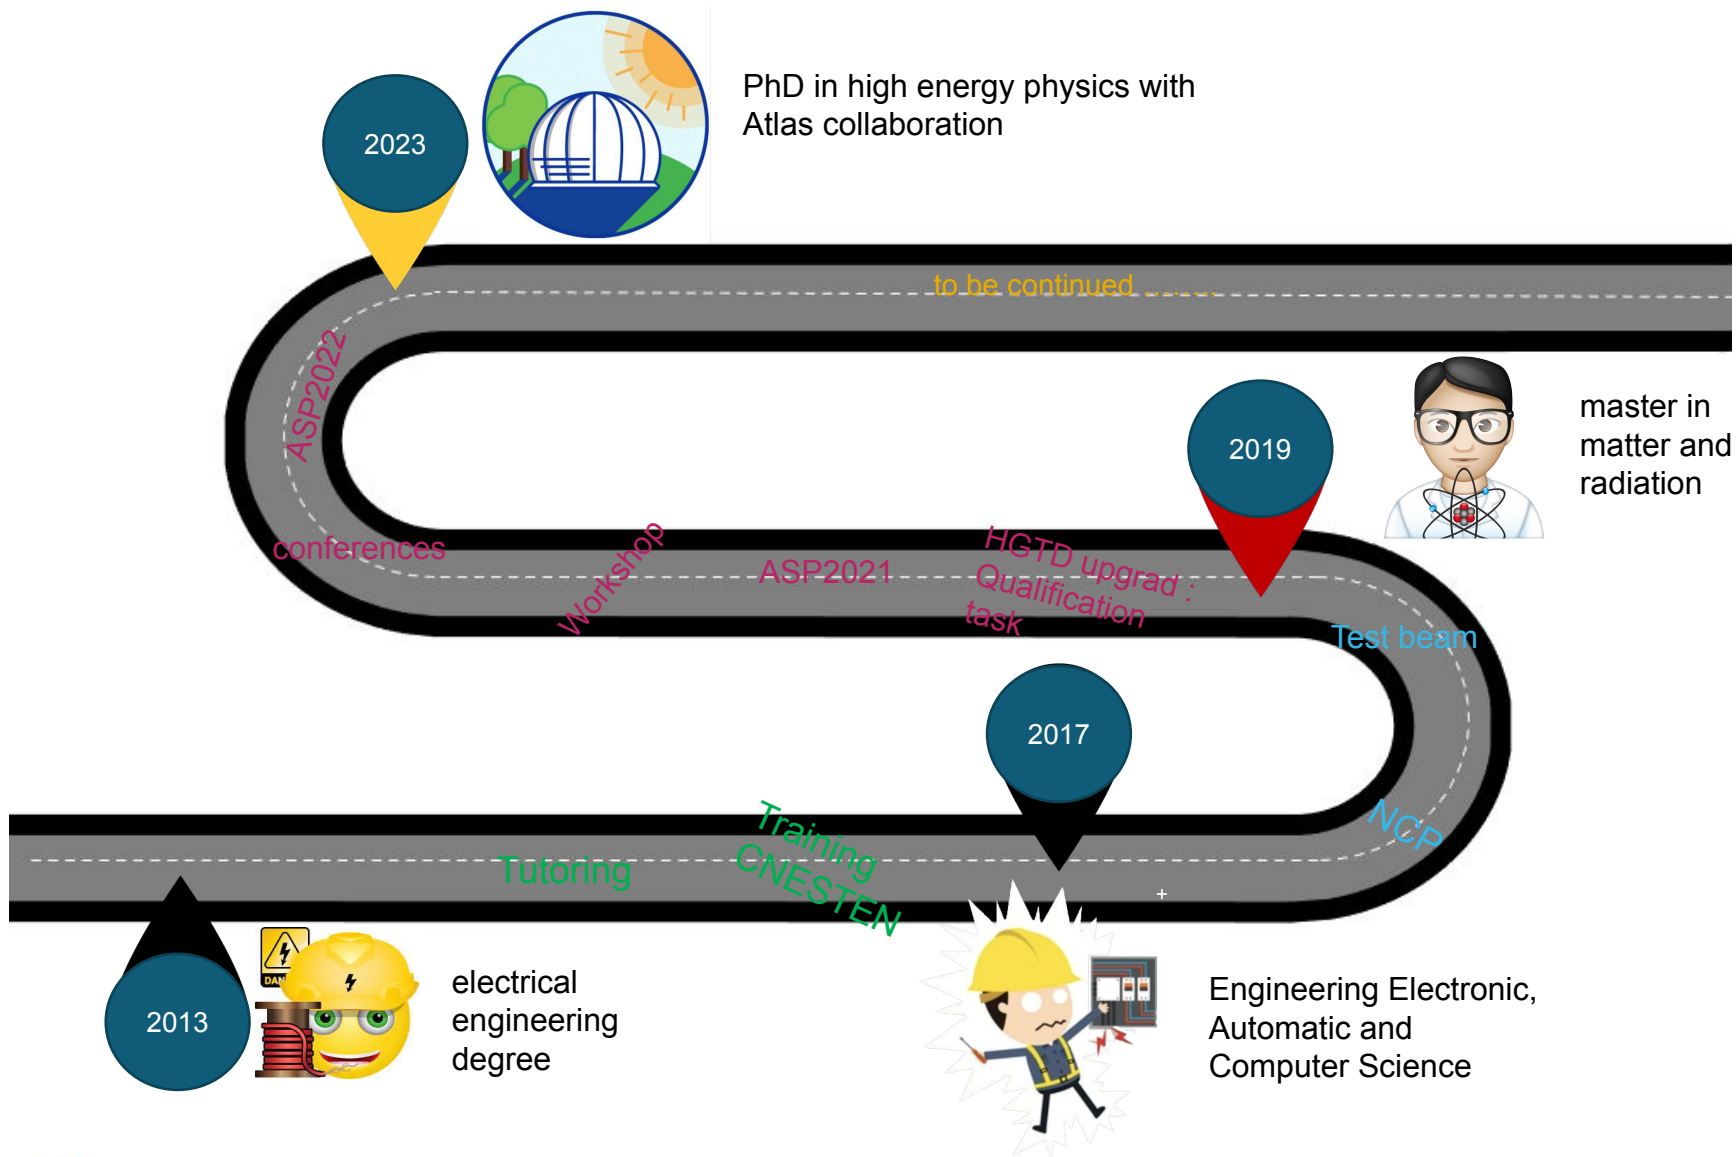 2023
PhD in high energy physics with
Atlas collaboration
to be continued ........
ASP2022
2019
master in
matter and
radiation
conferences
Workshop
ASP2021
HGTD upgrad :
Qualification
task
Test beam
2017
NCP
Tutoring
Training
CNESTEN
2013
electrical
engineering
degree
Engineering Electronic,
Automatic and
Computer Science